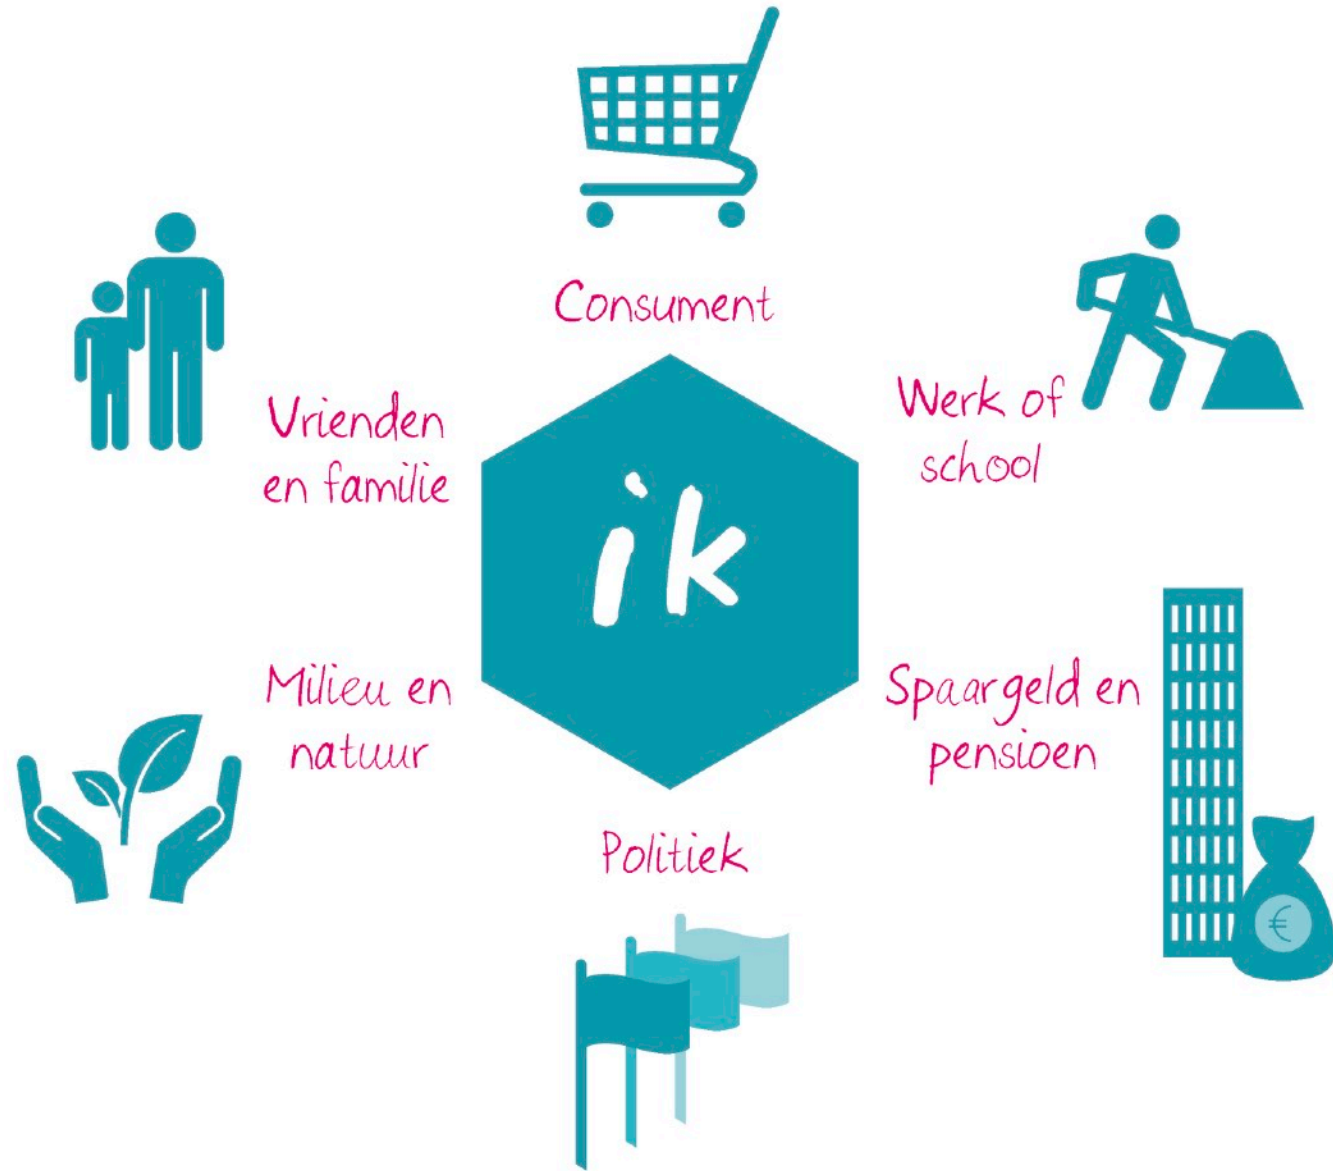 Consument
Vrienden
en familie
Werk of
school
ik
Milieu en
natuur
Spaargeld en
pensioen
Politiek
€